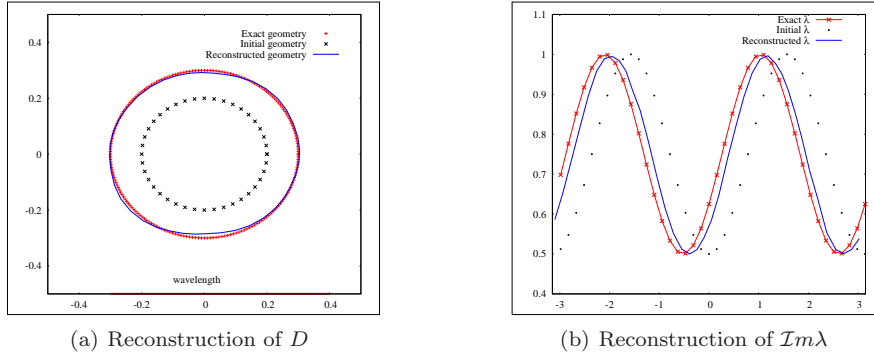 Exact geometry
Initial geometry
Reconstructed geometry
0.4
0.2
0
-0.2
-0.4
wavelength
-0.4 -0.2 0 0.2 0.4
(a) Reconstruction of D
Exact λ
Initial λ
Reconstructed λ
1.1
1
0.9
0.8
0.7
0.6
0.5
0.4
-3 -2 -1 0 1 2 3
(b) Reconstruction of ℐmλ